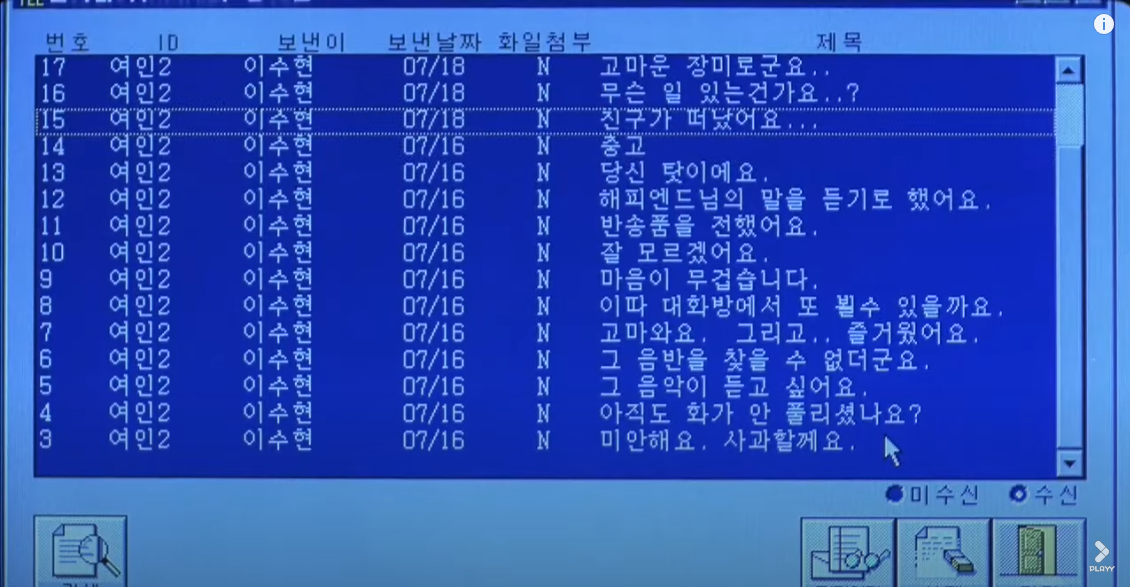 번호 ID 보낸이 보낸날짜 화일첨부 제목
17 여인2 이수현 07/18 N 고마운 장미로군요..
16 여인2 이수현 07/18 N 무슨 일 있는건가요..?
15 여인2 이수현 07/18 N 친구가 떠났어요...
14 여인2 이수현 07/16 N 충고
13 여인2 이수현 07/16 N 당신 탓이에요.
12 여인2 이수현 07/16 N 해피엔드님의 말을 듣기로 했어요.
11 여인2 이수현 07/16 N 반송품을 전했어요.
10 여인2 이수현 07/16 N 잘 모르겠어요.
9 여인2 이수현 07/16 N 마음이 무겁습니다.
8 여인2 이수현 07/16 N 이따 대화방에서 또 뵐수 있을까요.
7 여인2 이수현 07/16 N 고마와요. 그리고.. 즐거웠어요.
6 여인2 이수현 07/16 N 그 음반을 찾을 수 없더군요.
5 여인2 이수현 07/16 N 그 음악이 듣고 싶어요.
4 여인2 이수현 07/16 N 아직도 화가 안 풀리셨나요?
3 여인2 이수현 07/16 N 미안해요. 사과할께요.
미수신 수신
PLAYY